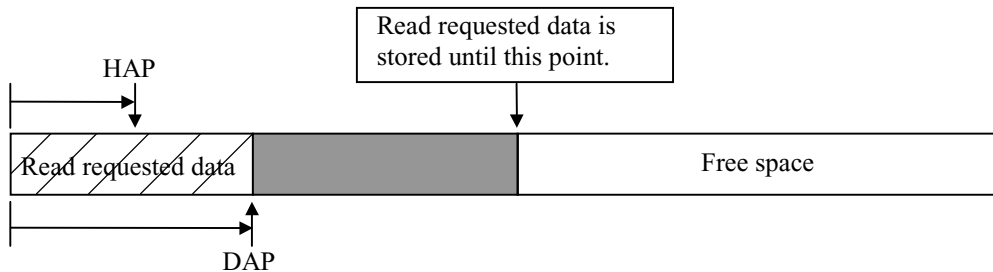 Read requested data is
stored until this point.
HAP
Read requested data
Free space
DAP